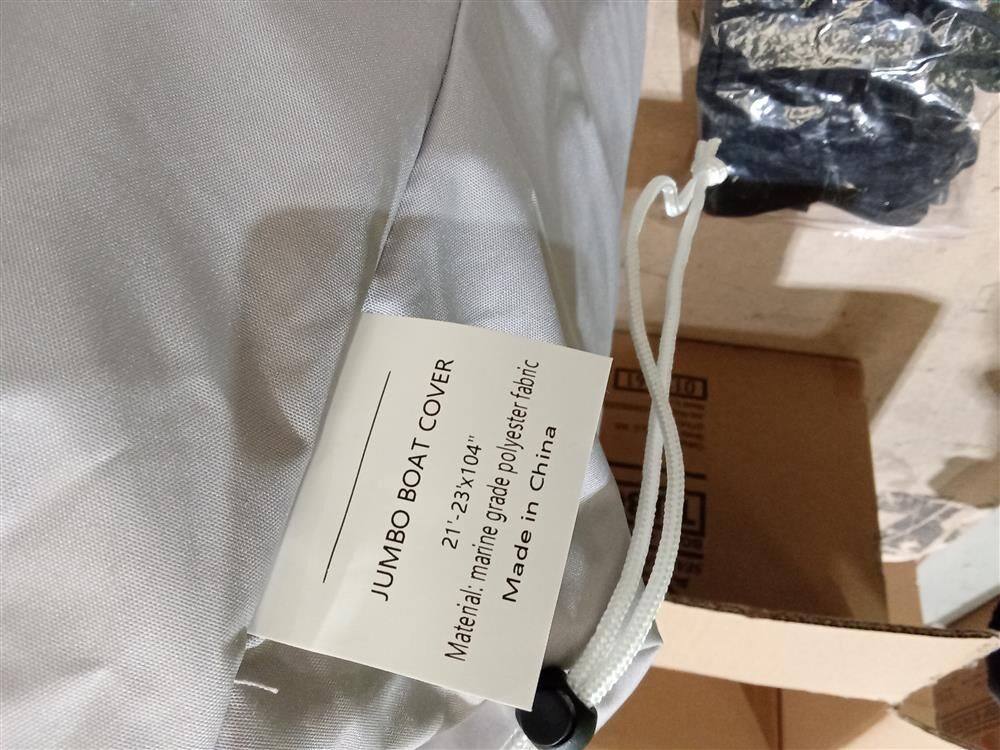 JUMBO BOAT COVER
21'-23'x104"
Material: marine grade polyester fabric
Made in China